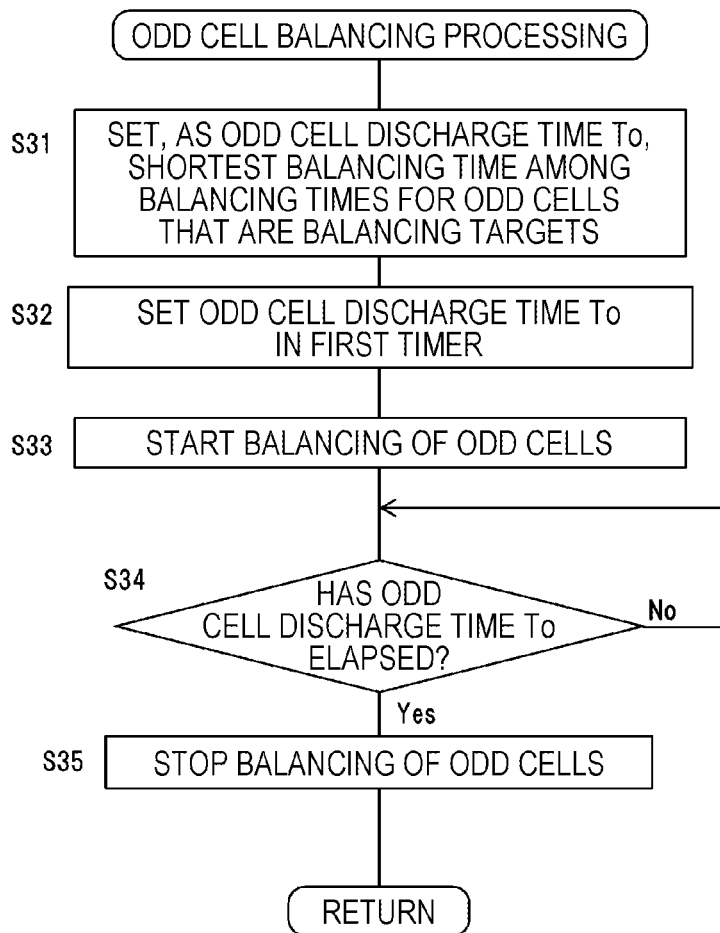 ODD CELL BALANCING PROCESSING
S31
SET, AS ODD CELL DISCHARGE TIME To,
SHORTEST BALANCING TIME AMONG
BALANCING TIMES FOR ODD CELLS
THAT ARE BALANCING TARGETS
S32
SET ODD CELL DISCHARGE TIME To
IN FIRST TIMER
S33
START BALANCING OF ODD CELLS
S34
HAS ODD
CELL DISCHARGE TIME To
ELAPSED?
No
Yes
S35
STOP BALANCING OF ODD CELLS
RETURN